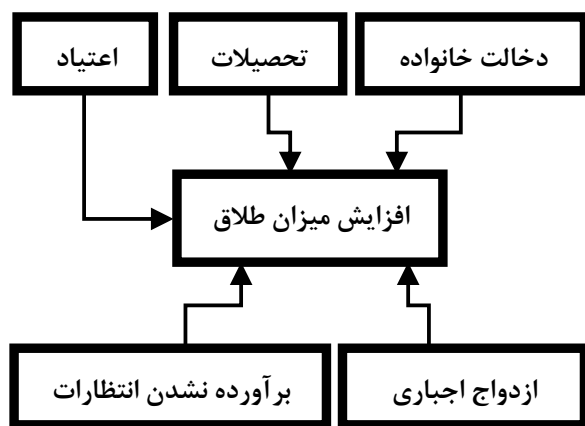 دخالت خانواده
تحصیلات
اعتیاد
افزایش میزان طلاق
ازدواج اجباری
برآورده نشدن انتظارات